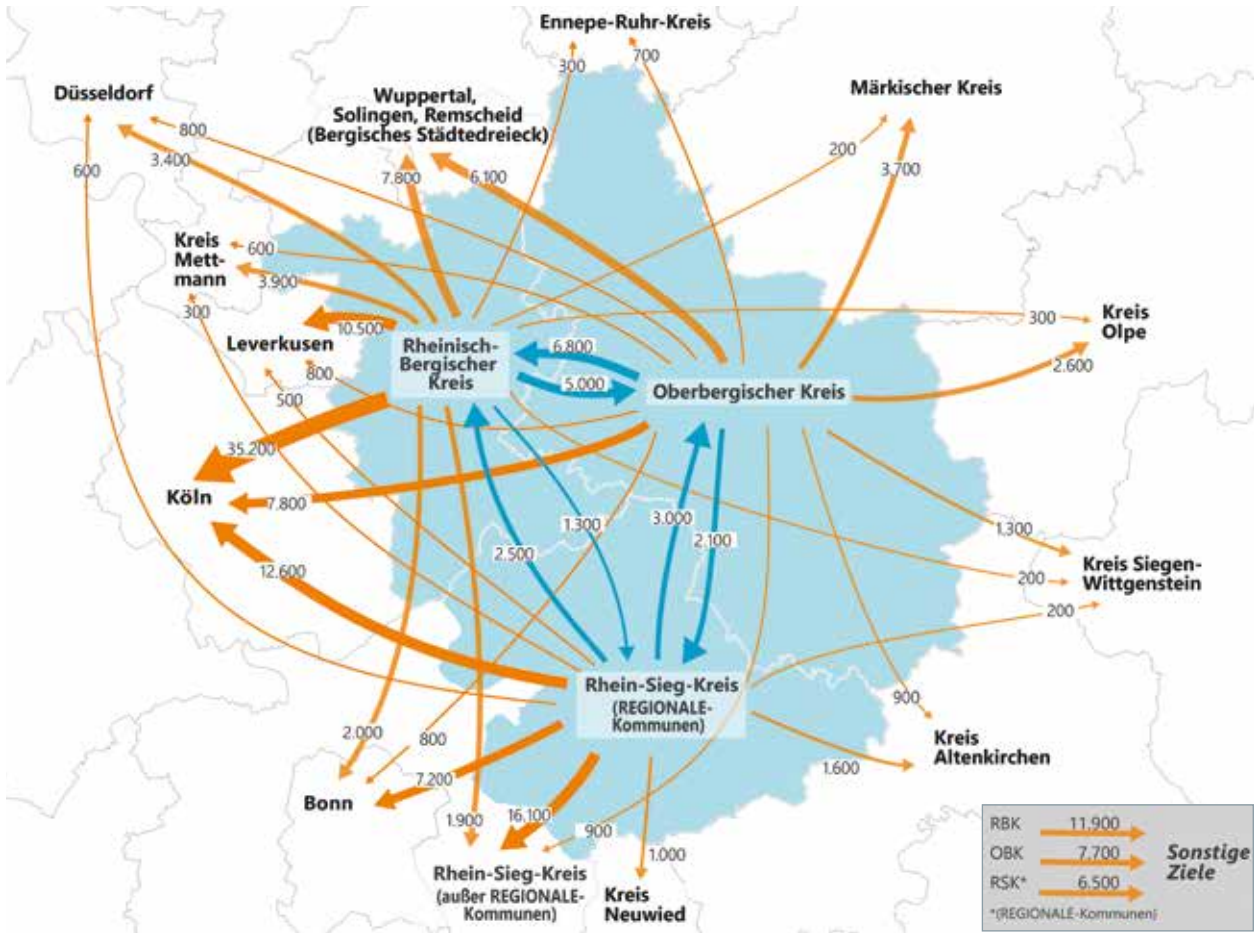 Ennepe-Ruhr-Kreis
300
700
Düsseldorf
800
3.400
600
Wuppertal,
Solingen, Remscheid
(Bergisches Städtedreieck)
7.800
6.100
Märkischer Kreis
200
3.700
Kreis
Mett-
mann
600
3.900
300
10.500
Leverkusen
800
500
Rheinisch-
Bergischer
Kreis
6.800
5.000
Oberbergischer Kreis
300
Kreis
Olpe
2.600
35.200
Köln
7.800
12.600
2.500
1.300
3.000
2.100
1.300
Kreis Siegen-
Wittgenstein
200
200
Rhein-Sieg-Kreis
(REGIONALE-
Kommunen)
900
Kreis
Altenkirchen
1.600
2.000
800
Bonn
7.200
1.900
16.100
900
1.000
Rhein-Sieg-Kreis
(außer REGIONALE-
Kommunen)
Kreis
Neuwied
RBK 11.900
OBK 7.700
RSK* 6.500
Sonstige
Ziele
*(REGIONALE-Kommunen)